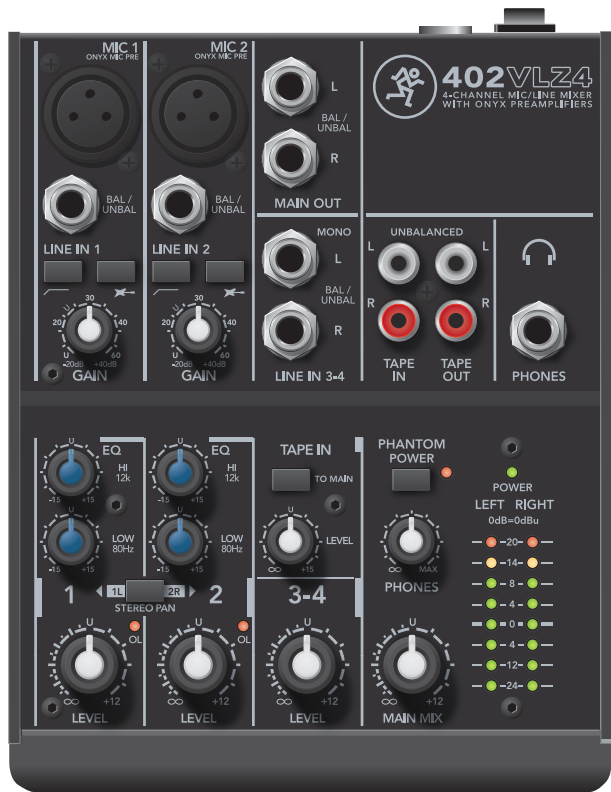 MIC 1
ONYX MIC PRE
MIC 2
ONYX MIC PRE
L
BAL /
UNBAL
R
MAIN OUT
402VLZ4
4-CHANNEL MIC/LINE MIXER
WITH ONYX PREAMPLIFIERS
BAL /
UNBAL
BAL /
UNBAL
LINE IN 1
LINE IN 2
MONO
L
BAL /
UNBAL
R
LINE IN 3-4
UNBALANCED
L
L
R
R
TAPE
IN
TAPE
OUT
PHONES
U
20
30
40
U
60
-20dB
+40dB
GAIN
U
20
30
40
U
60
-20dB
+40dB
GAIN
EQ
U
HI
12k
-15
+15
U
LOW
80Hz
-15
+15
EQ
U
HI
12k
-15
+15
U
LOW
80Hz
-15
+15
TAPE IN
TO MAIN
U
LEVEL
∞
+15
PHANTOM
POWER
∞
MAX
PHONES
POWER
LEFT RIGHT
0dB=0dBu
20
14
8
4
0
4
12
24
1
1L
2R
2
STEREO PAN
3-4
U
OL
∞
+12
LEVEL
U
OL
∞
+12
LEVEL
U
∞
+12
LEVEL
U
∞
+12
MAIN MIX